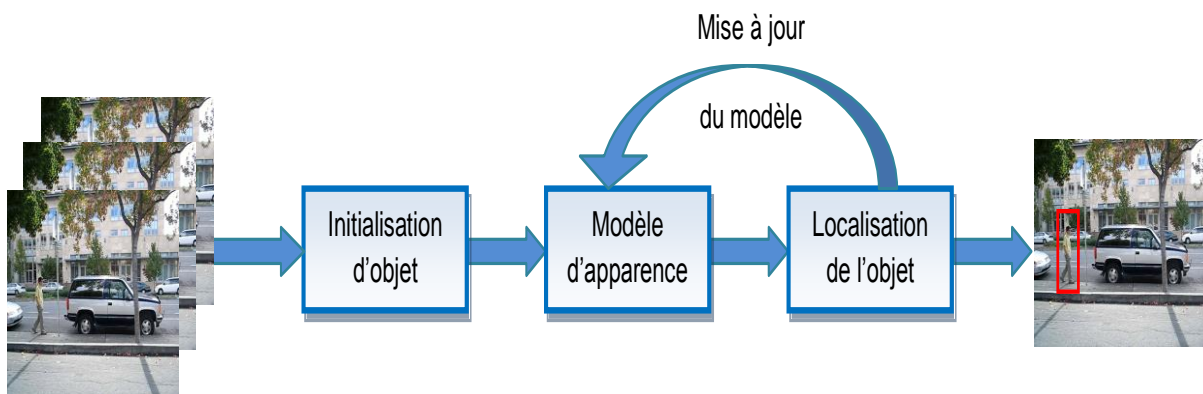 Mise à jour
du modèle
Initialisation
d’objet
Modèle
d’apparence
Localisation
de l’objet